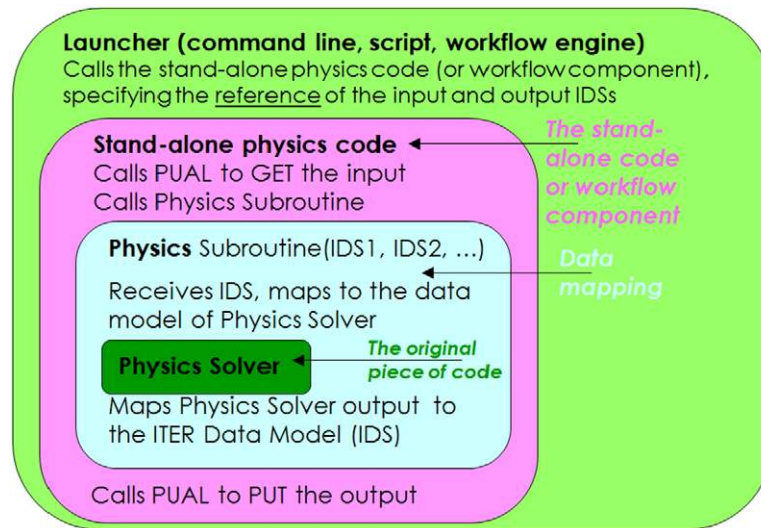 Launcher (command line, script, workflow engine)
Calls the stand-alone physics code (or workflow component),
specifying the reference of the input and output IDSs
Stand-alone physics code
Calls PUAL to GET the input
Calls Physics Subroutine
The stand-
alone code
or workflow
component
Physics Subroutine(IDS1, IDS2, ...)
Receives IDS, maps to the data
model of Physics Solver
Data
mapping
Physics Solver
The original
piece of code
Maps Physics Solver output to
the ITER Data Model (IDS)
Calls PUAL to PUT the output